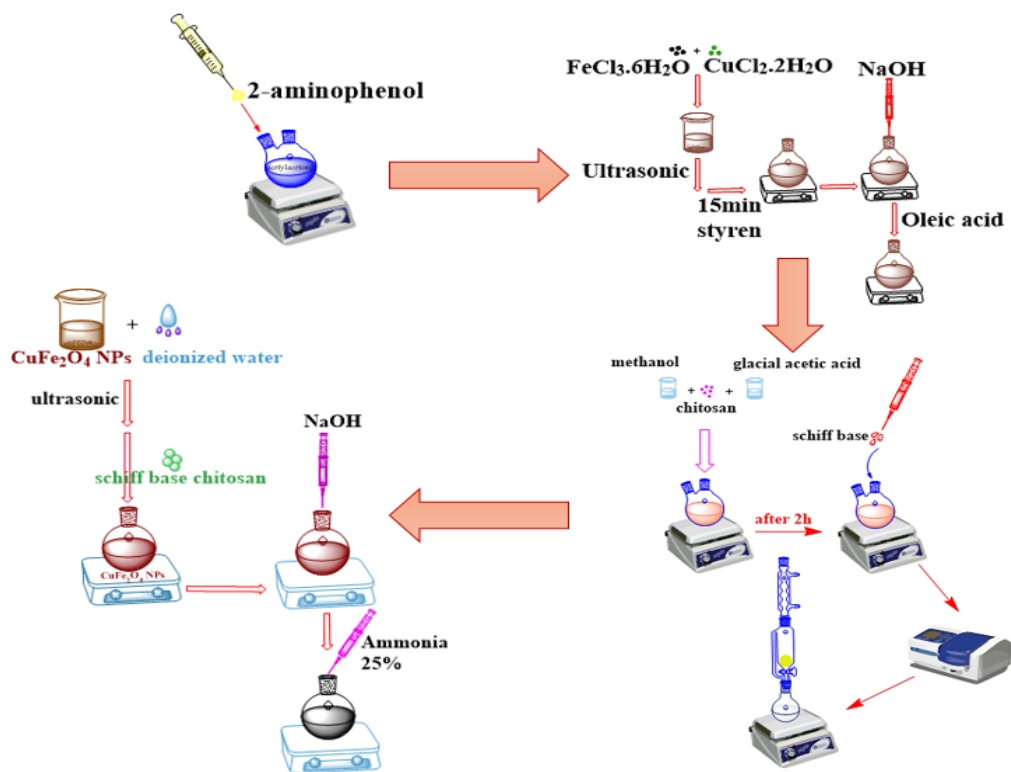 2-aminophenol
acetylacetone
FeCl₃.6H₂O + CuCl₂.2H₂O
NaOH
Ultrasonic
15min
styren
Oleic acid
methanol
glacial acetic acid
+ +
chitosan
schiff base
after 2h
+
CuFe₂O₄ NPs deionized water
ultrasonic
NaOH
schiff base chitosan
CuFe₂O₄ NPs
Ammonia
25%